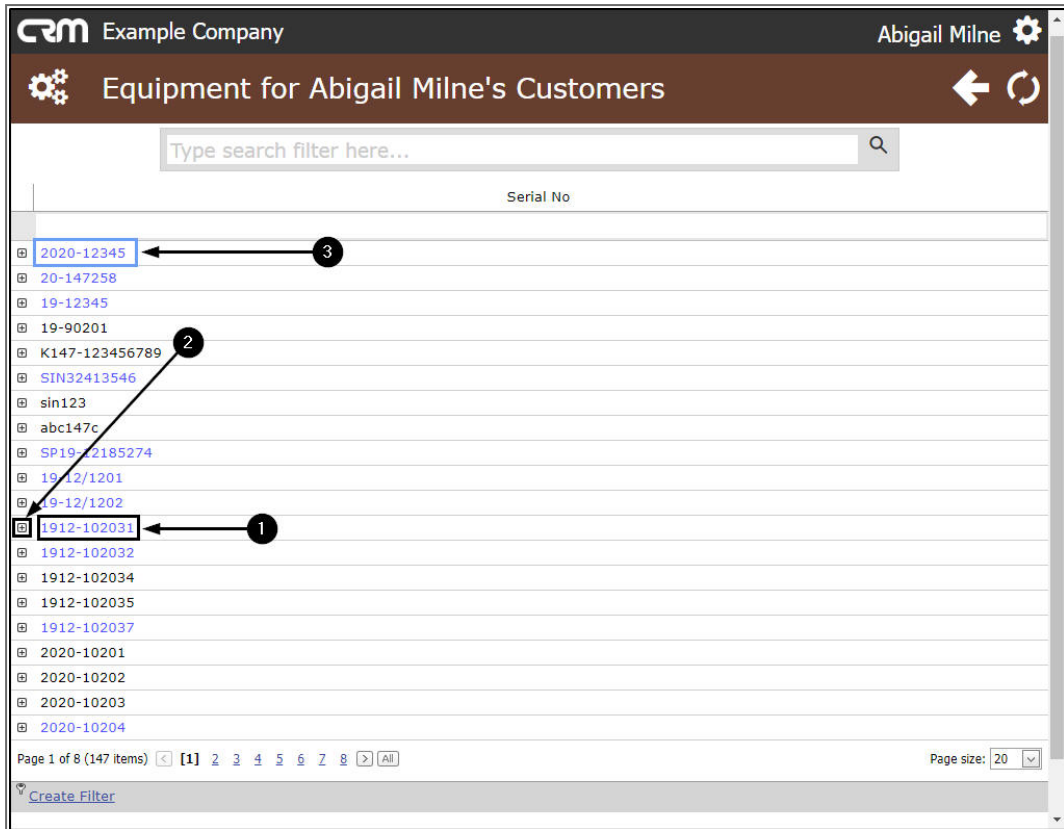 CRM Example Company Abigail Milne
Equipment for Abigail Milne's Customers
Type search filter here...
Serial No
2020-12345 3
20-147258
19-12345
19-90201
2
K147-123456789
SIN32413546
sin123
abc147c
SP19-12185274
19-12/1201
19-12/1202
1912-102031 1
1912-102032
1912-102034
1912-102035
1912-102037
2020-10201
2020-10202
2020-10203
2020-10204
Page 1 of 8 (147 items) [1] 2 3 4 5 6 7 8 All Page size: 20
Create Filter